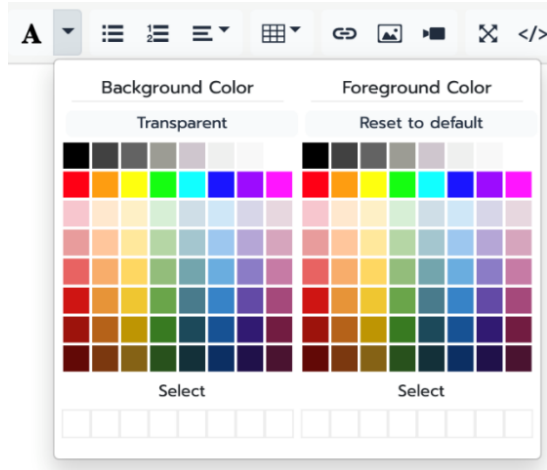 A
</>
Background Color
Foreground Color
Transparent
Reset to default
Select
Select